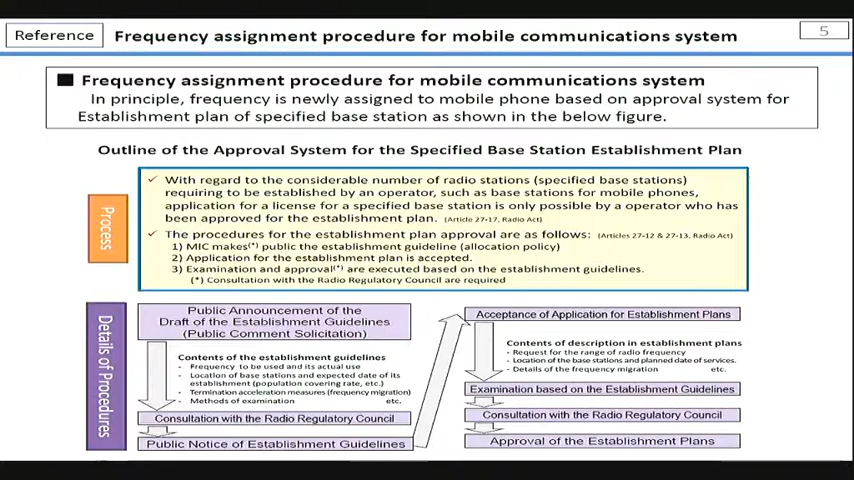 Reference
Frequency assignment procedure for mobile communications system
5
■ Frequency assignment procedure for mobile communications system
In principle, frequency is newly assigned to mobile phone based on approval system for
Establishment plan of specified base station as shown in the below figure.
Outline of the Approval System for the Specified Base Station Establishment Plan
Process
✓ With regard to the considerable number of radio stations (specified base stations)
requiring to be established by an operator, such as base stations for mobile phones,
application for a license for a specified base station is only possible by a operator who has
been approved for the establishment plan. (Article 27-17, Radio Act)
✓ The procedures for the establishment plan approval are as follows: (Articles 27-12 & 27-13, Radio Act)
1) MIC makes(*) public the establishment guideline (allocation policy)
2) Application for the establishment plan is accepted.
3) Examination and approval(*) are executed based on the establishment guidelines.
(*) Consultation with the Radio Regulatory Council are required
Details of Procedures
Public Announcement of the
Draft of the Establishment Guidelines
(Public Comment Solicitation)
Contents of the establishment guidelines
- Frequency to be used and its actual use
- Location of base stations and expected date of its
establishment (population covering rate, etc.)
- Termination acceleration measures (frequency migration)
- Methods of examination etc.
Consultation with the Radio Regulatory Council
Public Notice of Establishment Guidelines
Acceptance of Application for Establishment Plans
Contents of description in establishment plans
- Request for the range of radio frequency
- Location of the base stations and planned date of services.
- Details of the frequency migration etc.
Examination based on the Establishment Guidelines
Consultation with the Radio Regulatory Council
Approval of the Establishment Plans